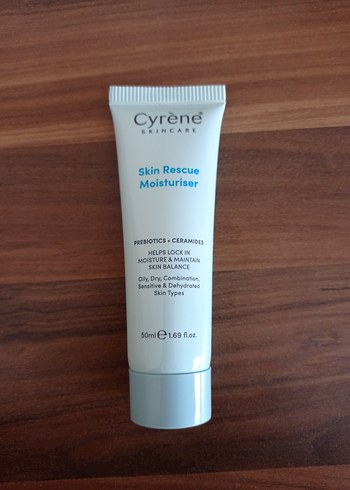 Cyrène®
SKINCARE
Skin Rescue
Moisturiser
PREBIOTICS + CERAMIDES
HELPS LOCK IN
MOISTURE & MAINTAIN
SKIN BALANCE
Oily, Dry, Combination,
Sensitive & Dehydrated
Skin Types
50ml ℮ 1.69 fl.oz.